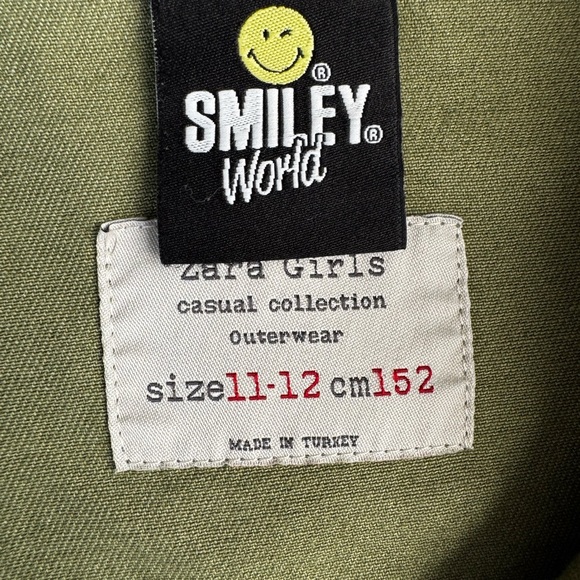 ®
SMILEY®
World
Zara Girls
casual collection
Outerwear
size11-12 cm152
MADE IN TURKEY